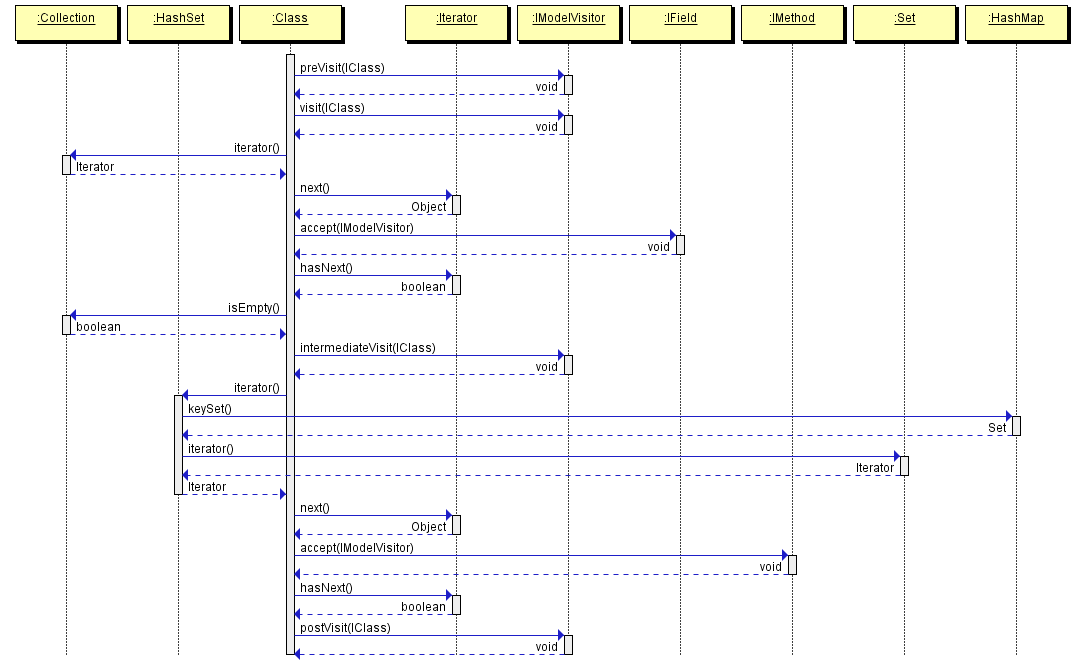 :Collection :HashSet :Class :Iterator :IModelVisitor :IField :IMethod :Set :HashMap
preVisit(IClass)
void
visit(IClass)
void
iterator()
Iterator
next()
Object
accept(IModelVisitor)
void
hasNext()
boolean
isEmpty()
boolean
intermediateVisit(IClass)
void
iterator()
keySet()
Set
iterator()
Iterator
Iterator
next()
Object
accept(IModelVisitor)
void
hasNext()
boolean
postVisit(IClass)
void